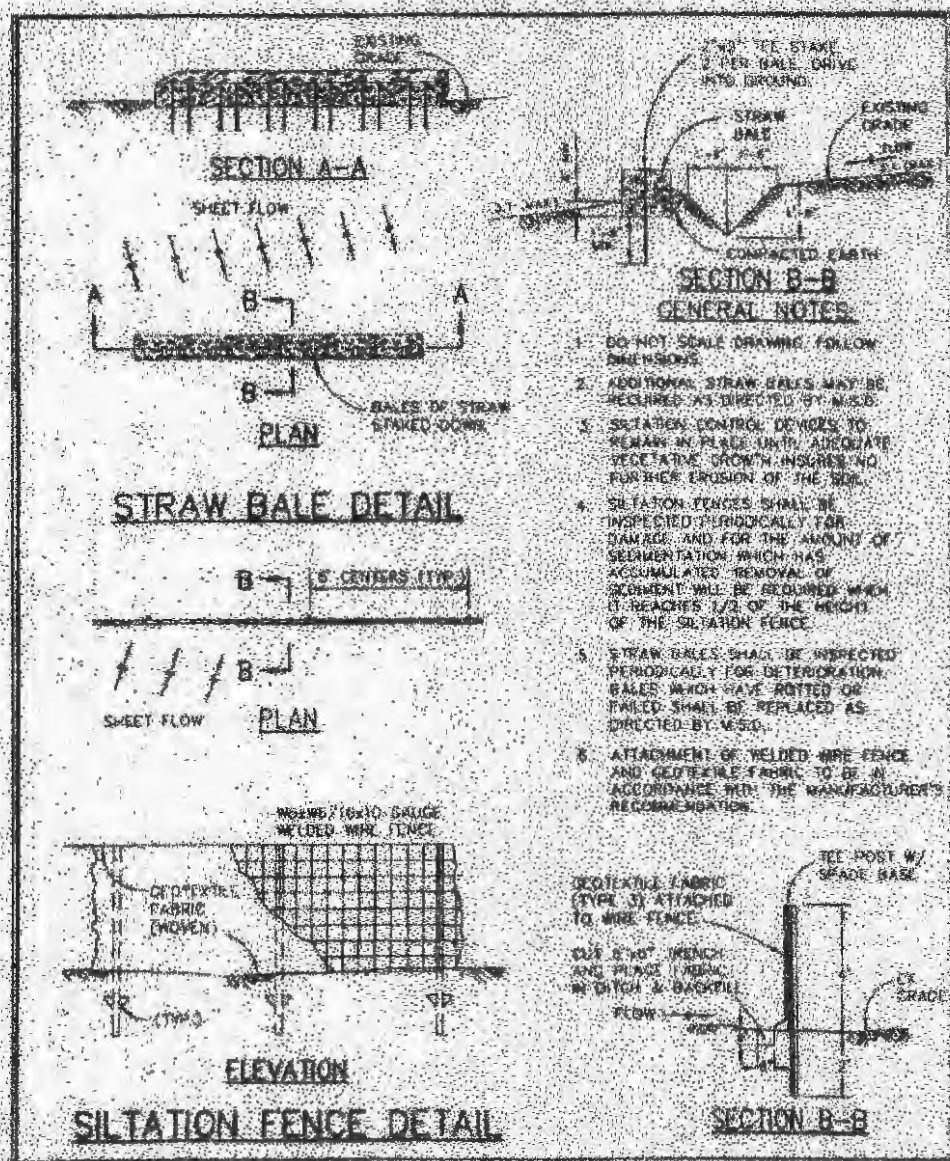 EXISTING
GRADE
SECTION A-A
SHEET FLOW
A
A
B
B
BALES OF STRAW
STAKED DOWN
PLAN
STRAW BALE DETAIL
B
6' CENTERS (TYP.)
B
SHEET FLOW
PLAN
WELDED WIRE FENCE
GEOTEXTILE
FABRIC
(WOVEN)
(TYP.)
ELEVATION
SILTATION FENCE DETAIL
TEE STAKE
2 PER BALE, DRIVE
INTO GROUND.
STRAW
BALE
EXISTING
GRADE
FLOW
COMPACTED EARTH
SECTION B-B
GENERAL NOTES:
1. DO NOT SCALE DRAWING FOLLOW
DIMENSIONS.
2. ADDITIONAL STRAW BALES MAY BE
REQUIRED AS DIRECTED BY M.S.D.
3. SILTATION CONTROL DEVICES TO
REMAIN IN PLACE UNTIL ADEQUATE
VEGETATIVE GROWTH INSURES NO
FURTHER EROSION OF THE SOIL.
4. SILTATION FENCES SHALL BE
INSPECTED PERIODICALLY FOR
DAMAGE AND FOR THE AMOUNT OF
SEDIMENTATION WHICH HAS
ACCUMULATED. REMOVAL OF
SEDIMENT WILL BE REQUIRED WHEN
IT REACHES 1/2 OF THE HEIGHT
OF THE SILTATION FENCE.
5. STRAW BALES SHALL BE INSPECTED
PERIODICALLY FOR DETERIORATION.
BALES WHICH HAVE ROTTED OR
FAILED SHALL BE REPLACED AS
DIRECTED BY M.S.D.
6. ATTACHMENT OF WELDED WIRE FENCE
AND GEOTEXTILE FABRIC TO BE IN
ACCORDANCE WITH THE MANUFACTURER'S
RECOMMENDATION.
TEE POST W/
SPADE BASE
GEOTEXTILE FABRIC
(TYPE 3) ATTACHED
TO WIRE FENCE
CUT 6"x6" TRENCH
AND PLACE FABRIC
IN DITCH & BACKFILL
FLOW
EX.
GRADE
SECTION B-B